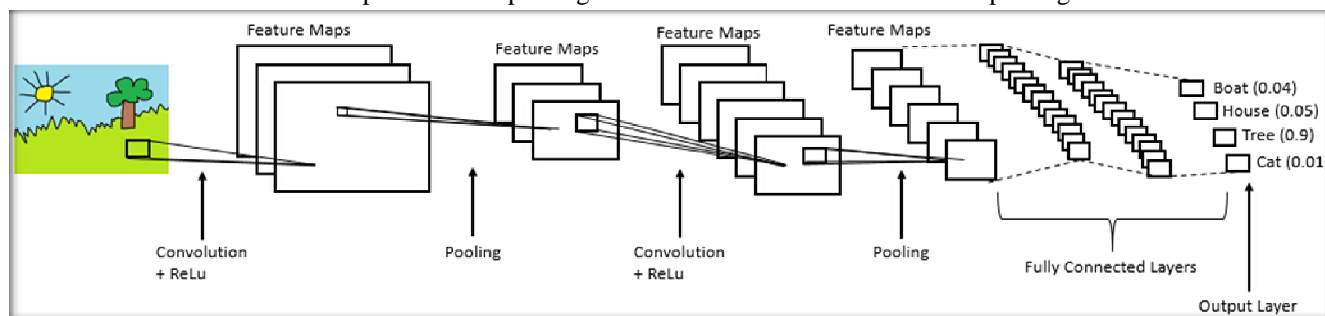 Feature Maps
Feature Maps
Feature Maps
Feature Maps
Boat (0.04)
House (0.05)
Tree (0.9)
Cat (0.01
Convolution
+ ReLu
Pooling
Convolution
+ ReLu
Pooling
Fully Connected Layers
Output Layer